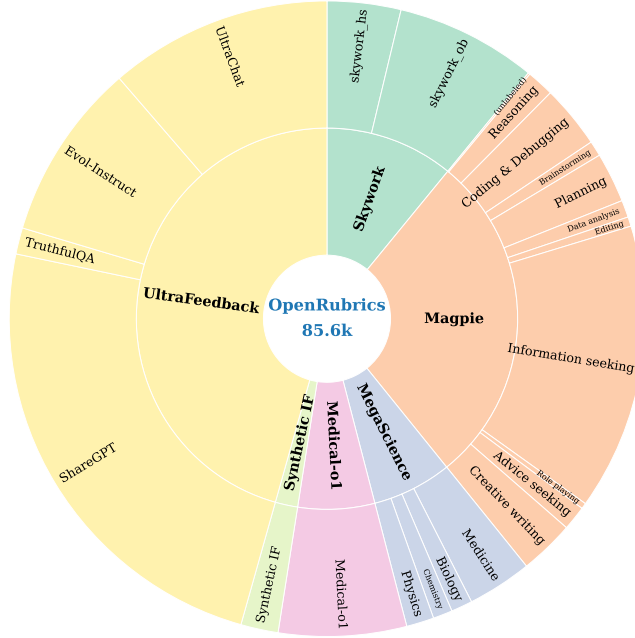 OpenRubrics
85.6k
Skywork
skywork_hs
skywork_ob
Magpie
(unlabeled)
Reasoning
Coding & Debugging
Brainstorming
Planning
Data analysis
Editing
Information seeking
Role playing
Advice seeking
Creative writing
MegaScience
Medicine
Biology
Chemistry
Physics
Medical-o1
Medical-o1
Synthetic IF
Synthetic IF
UltraFeedback
ShareGPT
TruthfulQA
Evol-Instruct
UltraChat